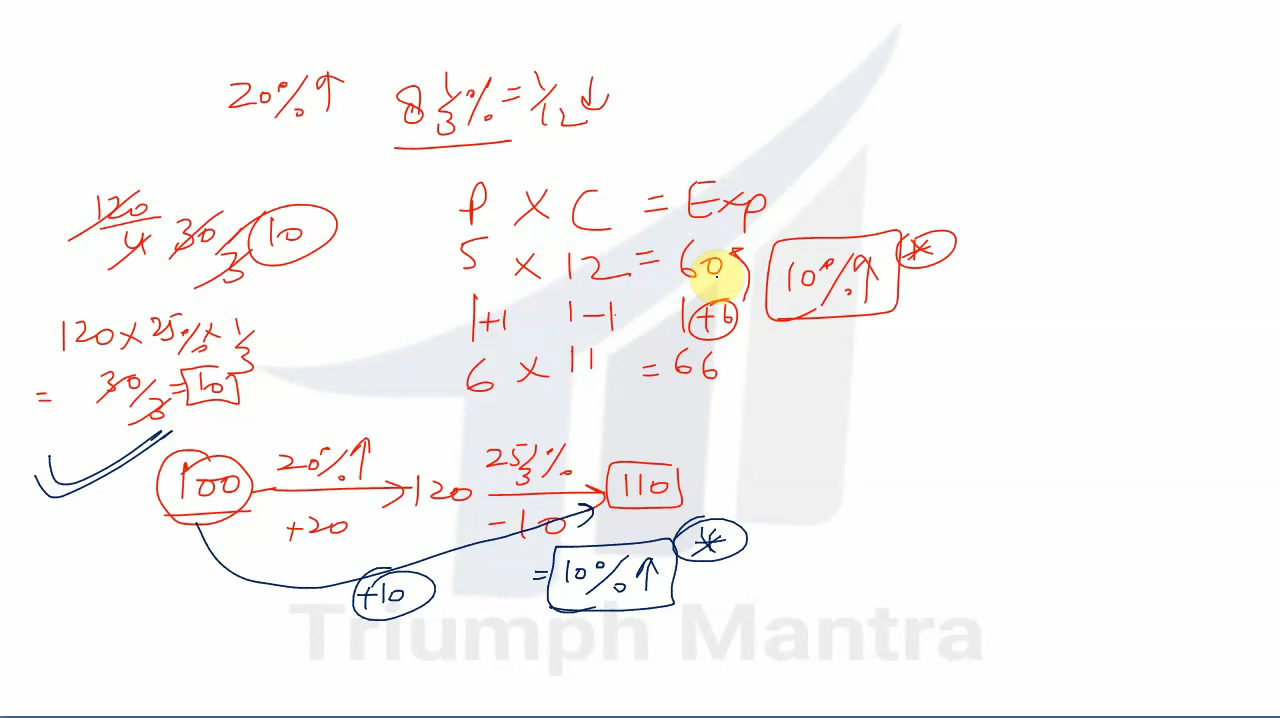 20%↑ 8 1/3% = 1/12↓
P × C = Exp
5 × 12 = 60
1+1 1-1 1+6
6 × 11 = 66
10%↑ *
120/4 30/3 10
120 × 25% × 1/3
= 30/3 = 10
100 20%↑ 120 25/3% 110
+20 -10
+10
= 10%↑ *
Triumph Mantra